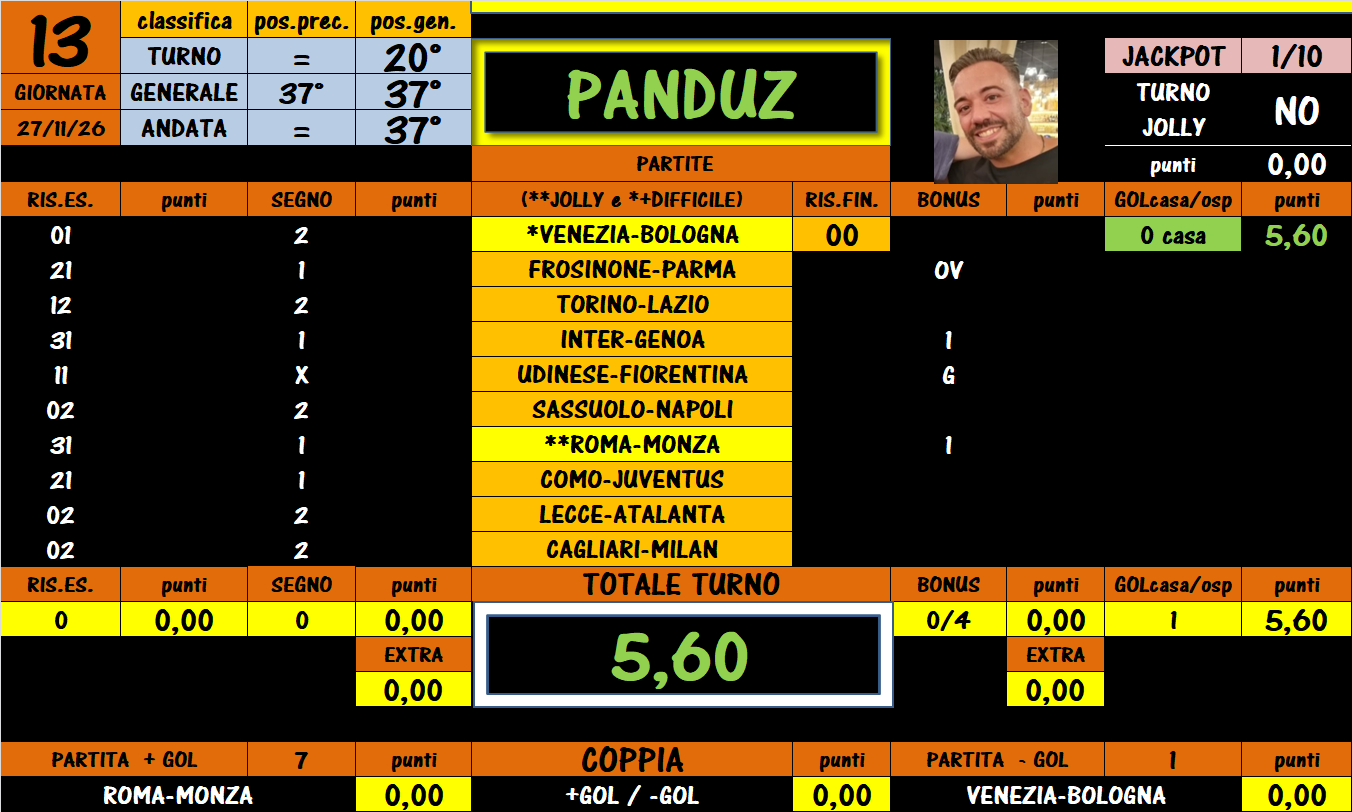 13 classifica pos.prec. pos.gen.
TURNO = 20°
GIORNATA GENERALE 37° 37°
27/11/26 ANDATA = 37°
PANDUZ
JACKPOT 1/10
TURNO JOLLY NO
punti 0,00
PARTITE
RIS.ES. punti SEGNO punti (**JOLLY e *+DIFFICILE) RIS.FIN. BONUS punti GOLcasa/osp punti
01 2 *VENEZIA-BOLOGNA 00 0 casa 5,60
21 1 FROSINONE-PARMA OV
12 2 TORINO-LAZIO
31 1 INTER-GENOA 1
11 X UDINESE-FIORENTINA G
02 2 SASSUOLO-NAPOLI
31 1 **ROMA-MONZA 1
21 1 COMO-JUVENTUS
02 2 LECCE-ATALANTA
02 2 CAGLIARI-MILAN
RIS.ES. punti SEGNO punti TOTALE TURNO BONUS punti GOLcasa/osp punti
0 0,00 0 0,00 5,60 0/4 0,00 1 5,60
EXTRA EXTRA
0,00 0,00
PARTITA + GOL 7 punti COPPIA punti PARTITA - GOL 1 punti
ROMA-MONZA 0,00 +GOL / -GOL 0,00 VENEZIA-BOLOGNA 0,00